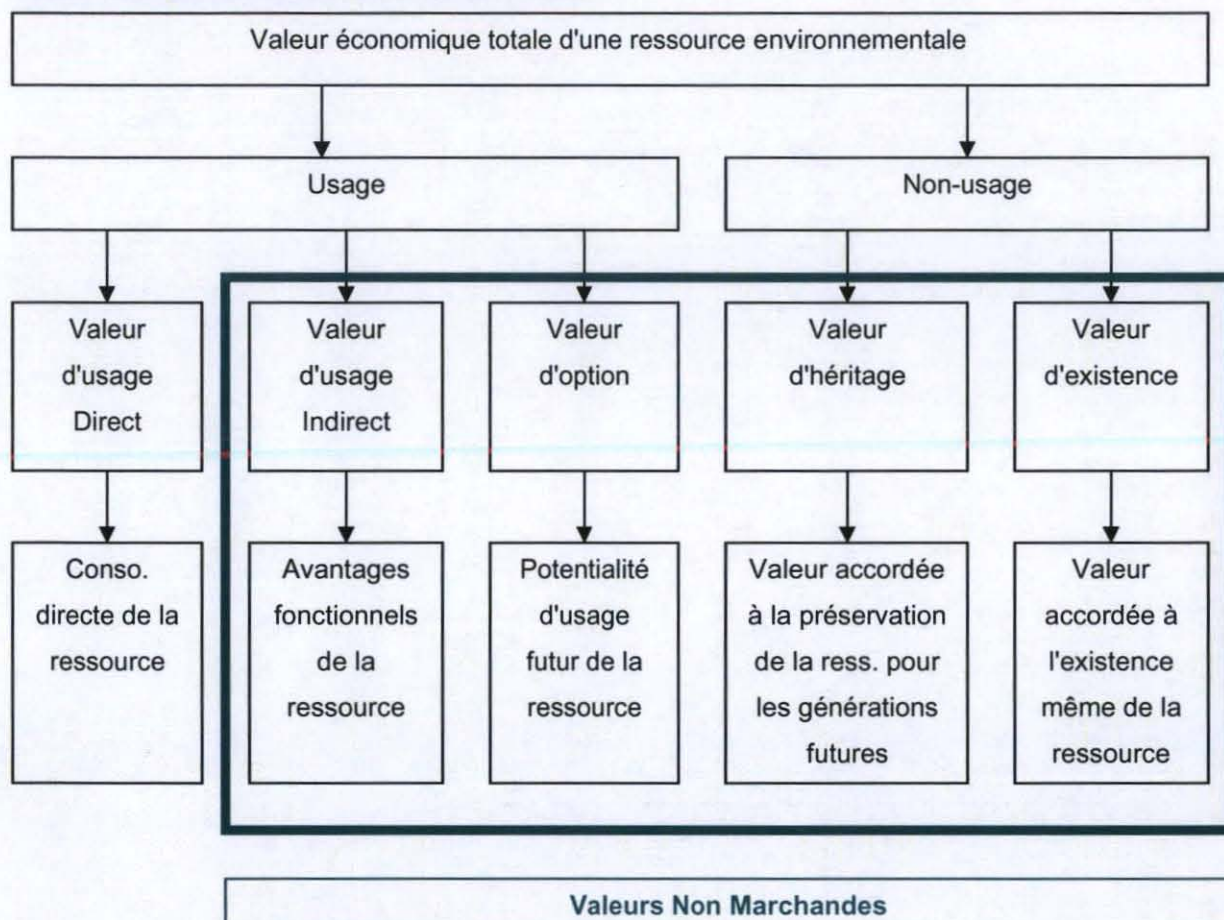 Valeur économique totale d'une ressource environnementale
Usage
Non-usage
Valeur
d'usage
Direct
Valeur
d'usage
Indirect
Valeur
d'option
Valeur
d'héritage
Valeur
d'existence
Conso.
directe de la
ressource
Avantages
fonctionnels
de la
ressource
Potentialité
d'usage
futur de la
ressource
Valeur accordée
à la préservation
de la ress. pour
les générations
futures
Valeur
accordée à
l'existence
même de la
ressource
Valeurs Non Marchandes